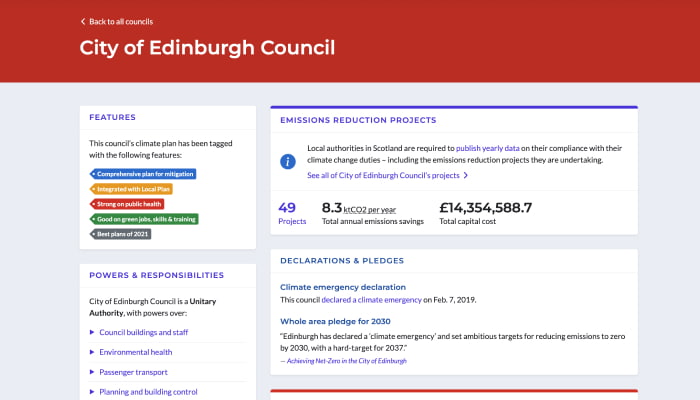 Back to all councils
City of Edinburgh Council
FEATURES
This council's climate plan has been tagged
with the following features:
Comprehensive plan for mitigation
Integrated with Local Plan
Strong on public health
Good on green jobs, skills & training
Best plans of 2021
POWERS & RESPONSIBILITIES
City of Edinburgh Council is a Unitary
Authority, with powers over:
Council buildings and staff
Environmental health
Passenger transport
Planning and building control
EMISSIONS REDUCTION PROJECTS
Local authorities in Scotland are required to publish yearly data on their compliance with their
climate change duties – including the emissions reduction projects they are undertaking.
See all of City of Edinburgh Council's projects
49
Projects
8.3 ktCO2 per year
Total annual emissions savings
£14,354,588.7
Total capital cost
DECLARATIONS & PLEDGES
Climate emergency declaration
This council declared a climate emergency on Feb. 7, 2019.
Whole area pledge for 2030
"Edinburgh has declared a 'climate emergency' and set ambitious targets for reducing emissions to zero
by 2030, with a hard-target for 2037."
— Achieving Net-Zero in the City of Edinburgh